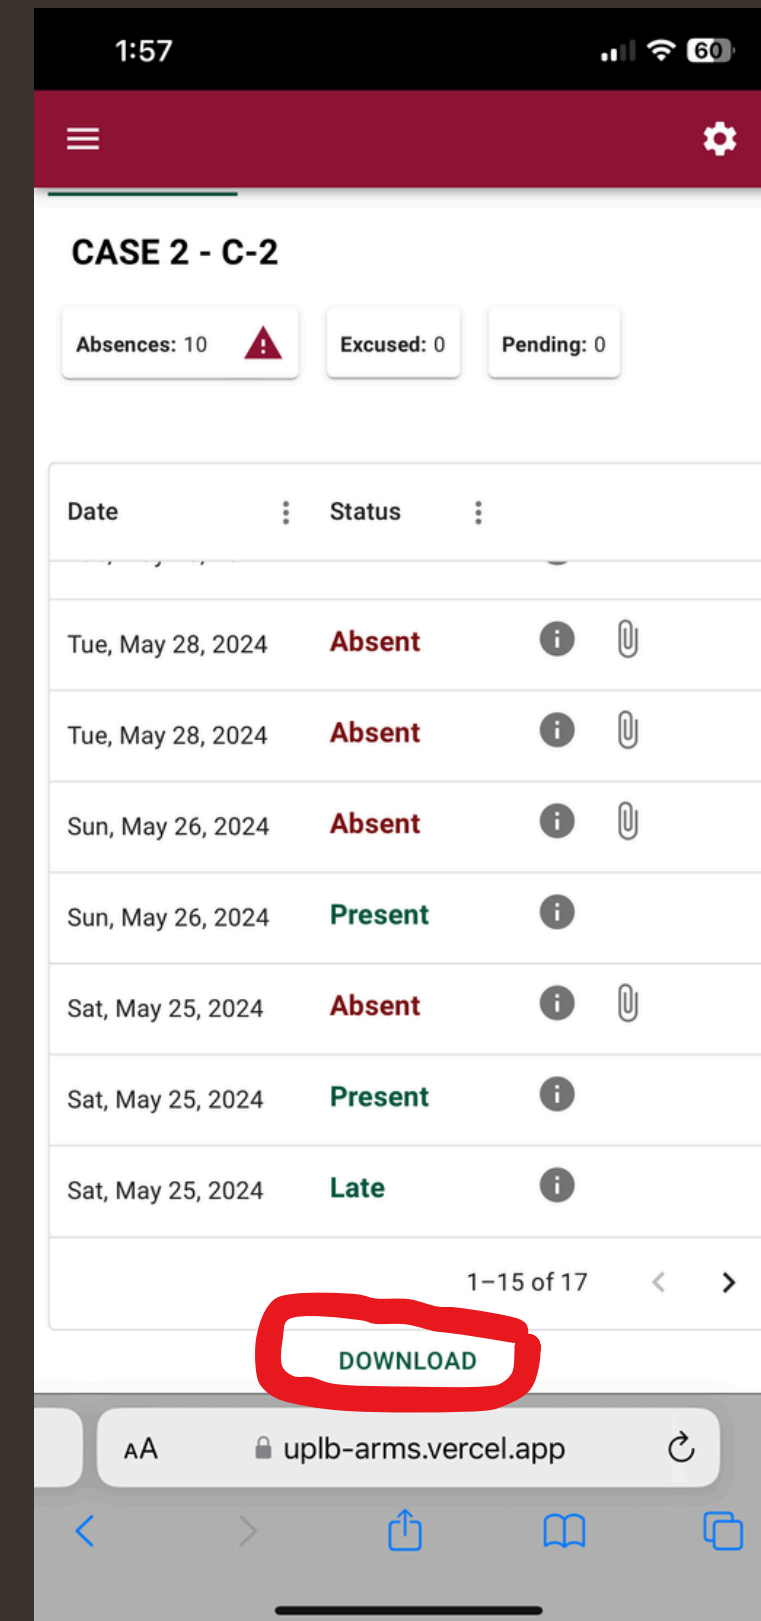 1:57
60
CASE 2 - C-2
Absences: 10
Excused: 0
Pending: 0
Date Status
Tue, May 28, 2024 Absent
Tue, May 28, 2024 Absent
Sun, May 26, 2024 Absent
Sun, May 26, 2024 Present
Sat, May 25, 2024 Absent
Sat, May 25, 2024 Present
Sat, May 25, 2024 Late
1–15 of 17
DOWNLOAD
AA uplb-arms.vercel.app